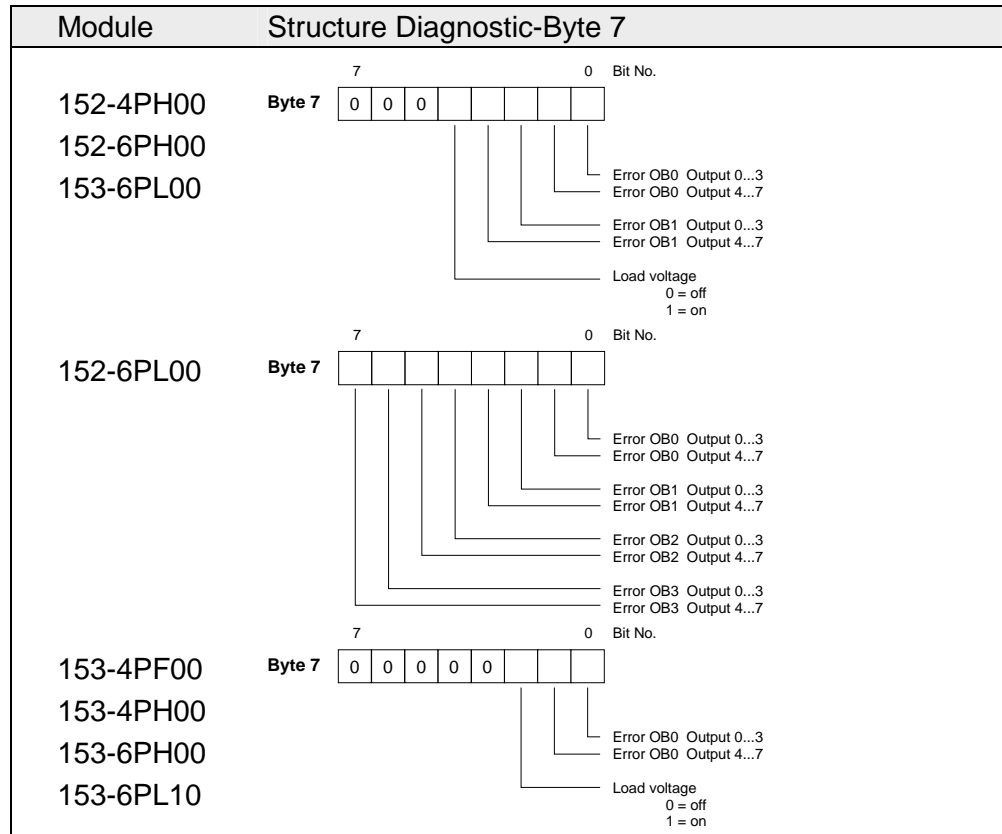 Module Structure Diagnostic-Byte 7
7 0 Bit No.
152-4PH00 Byte 7 0 0 0
152-6PH00
153-6PL00
Error OB0 Output 0...3
Error OB0 Output 4...7
Error OB1 Output 0...3
Error OB1 Output 4...7
Load voltage
0 = off
1 = on
7 0 Bit No.
152-6PL00 Byte 7
Error OB0 Output 0...3
Error OB0 Output 4...7
Error OB1 Output 0...3
Error OB1 Output 4...7
Error OB2 Output 0...3
Error OB2 Output 4...7
Error OB3 Output 0...3
Error OB3 Output 4...7
7 0 Bit No.
153-4PF00 Byte 7 0 0 0 0 0
153-4PH00
153-6PH00
153-6PL10
Error OB0 Output 0...3
Error OB0 Output 4...7
Load voltage
0 = off
1 = on